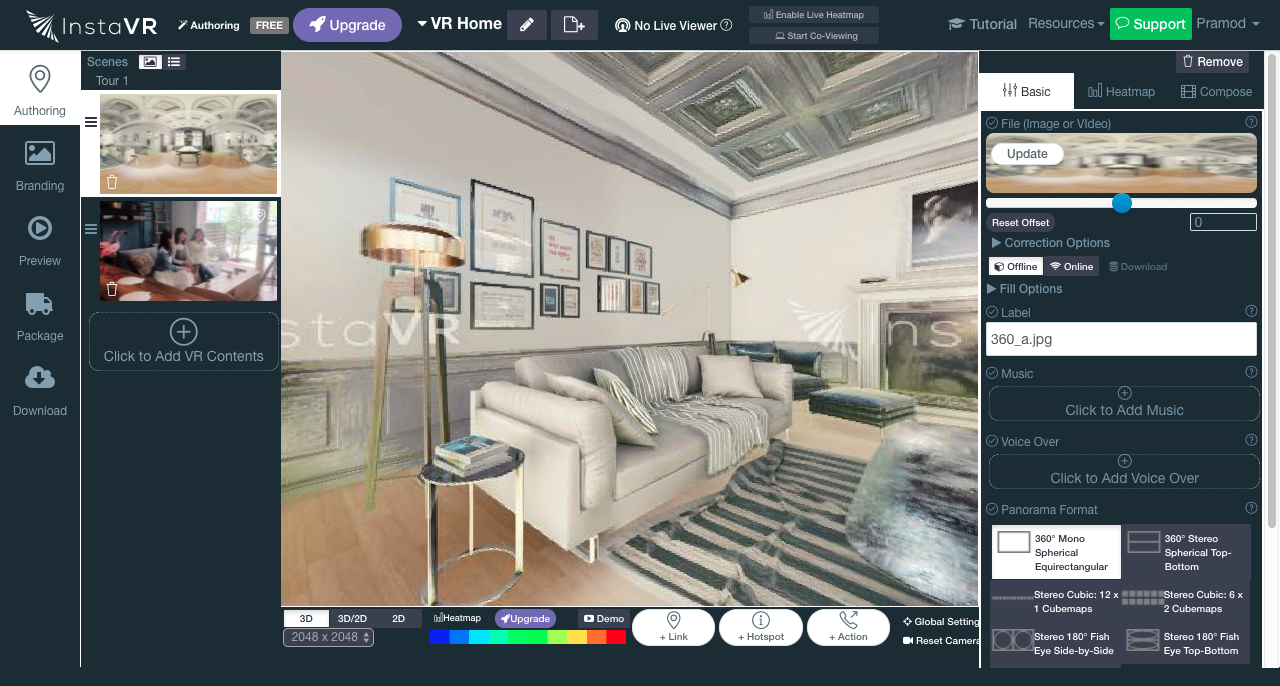 InstaVR
Authoring
FREE
Upgrade
VR Home
No Live Viewer
Enable Live Heatmap
Start Co-Viewing
Tutorial
Resources
Support
Pramod
Authoring
Branding
Preview
Package
Download
Scenes
Tour 1
Click to Add VR Contents
staVR
Ins
3D
3D/2D
2D
2048 x 2048
Heatmap
Upgrade
Demo
+ Link
+ Hotspot
+ Action
Global Setting
Reset Camera
Remove
Basic
Heatmap
Compose
File (Image or VIdeo)
Update
Reset Offset
0
Correction Options
Offline
Online
Download
Fill Options
Label
360_a.jpg
Music
Click to Add Music
Voice Over
Click to Add Voice Over
Panorama Format
360° Mono
Spherical
Equirectangular
360° Stereo
Spherical Top-
Bottom
Stereo Cubic: 12 x
1 Cubemaps
Stereo Cubic: 6 x
2 Cubemaps
Stereo 180° Fish
Eye Side-by-Side
Stereo 180° Fish
Eye Top-Bottom